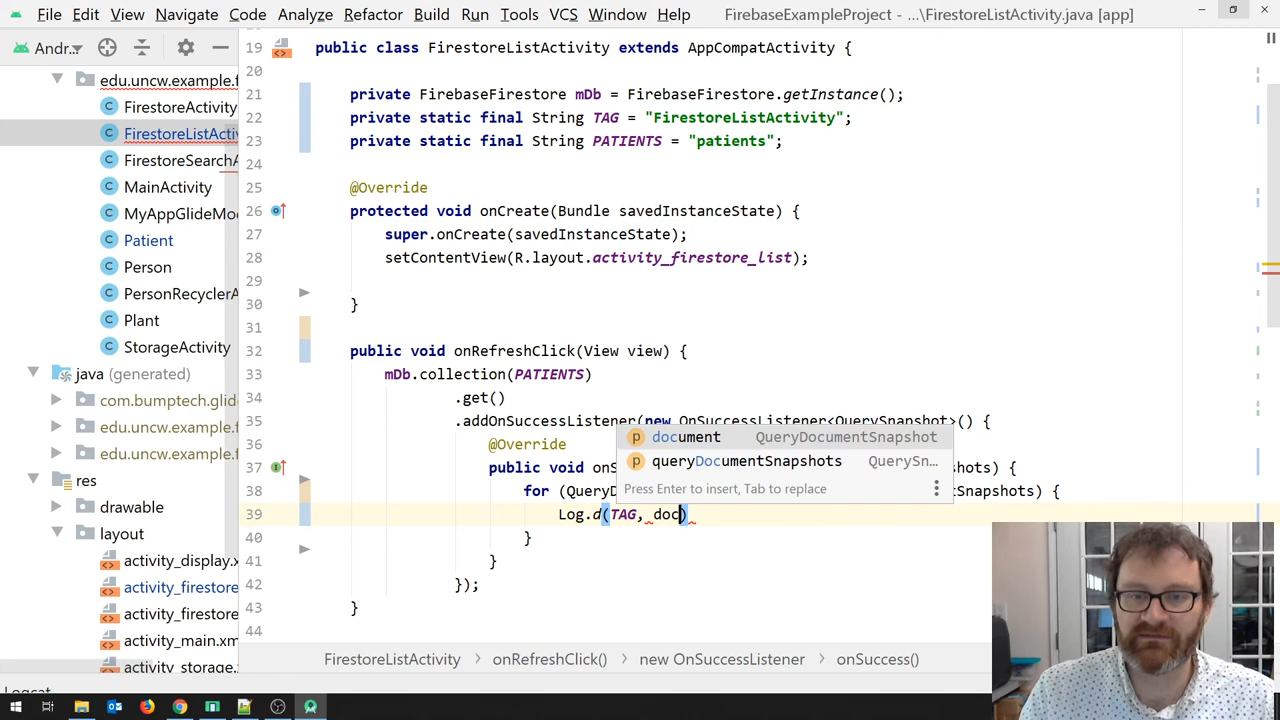 File Edit View Navigate Code Analyze Refactor Build Run Tools VCS Window Help FirebaseExampleProject - ...\FirestoreListActivity.java [app]
Andr...
edu.uncw.example.f
FirestoreActivity
FirestoreListActi
FirestoreSearchA
MainActivity
MyAppGlideMo
Patient
Person
PersonRecyclerA
Plant
StorageActivity
java (generated)
com.bumptech.glid
edu.uncw.example.f
edu.uncw.example.f
res
drawable
layout
activity_display.x
activity_firestore
activity_firestore
activity_main.xm
activity_storage.
Logcat
19 public class FirestoreListActivity extends AppCompatActivity {
20
21 private FirebaseFirestore mDb = FirebaseFirestore.getInstance();
22 private static final String TAG = "FirestoreListActivity";
23 private static final String PATIENTS = "patients";
24
25 @Override
26 protected void onCreate(Bundle savedInstanceState) {
27 super.onCreate(savedInstanceState);
28 setContentView(R.layout.activity_firestore_list);
29
30 }
31
32 public void onRefreshClick(View view) {
33 mDb.collection(PATIENTS)
34 .get()
35 .addOnSuccessListener(new OnSuccessListener<QuerySnapshot>() {
36 @Override
37 public void onS shots) {
38 for (QueryD tSnapshots) {
39 Log.d(TAG, doc)
40 }
41 }
42 });
43 }
44
document QueryDocumentSnapshot
queryDocumentSnapshots QuerySn...
Press Enter to insert, Tab to replace
FirestoreListActivity onRefreshClick() new OnSuccessListener onSuccess()